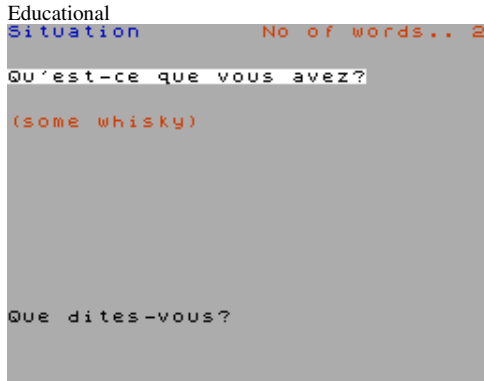 Educational
Situation No of words.. 2
Qu'est-ce que vous avez?
(some whisky)
Que dites-vous?